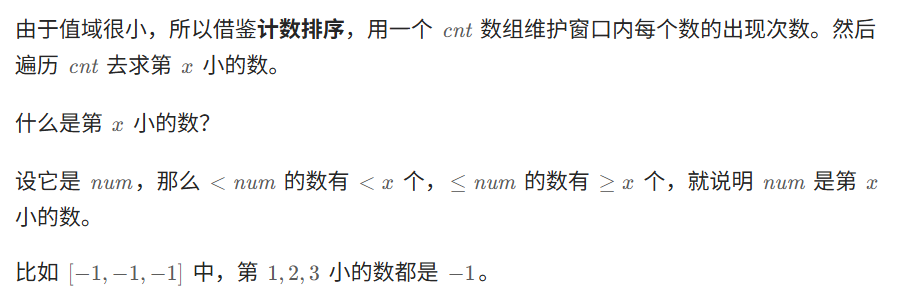 由于值域很小，所以借鉴计数排序，用一个 cnt 数组维护窗口内每个数的出现次数。然后
遍历 cnt 去求第 x 小的数。
什么是第 x 小的数？
设它是 num，那么 < num 的数有 < x 个，≤ num 的数有 ≥ x 个，就说明 num 是第 x
小的数。
比如 [−1,−1,−1] 中，第 1,2,3 小的数都是 −1。